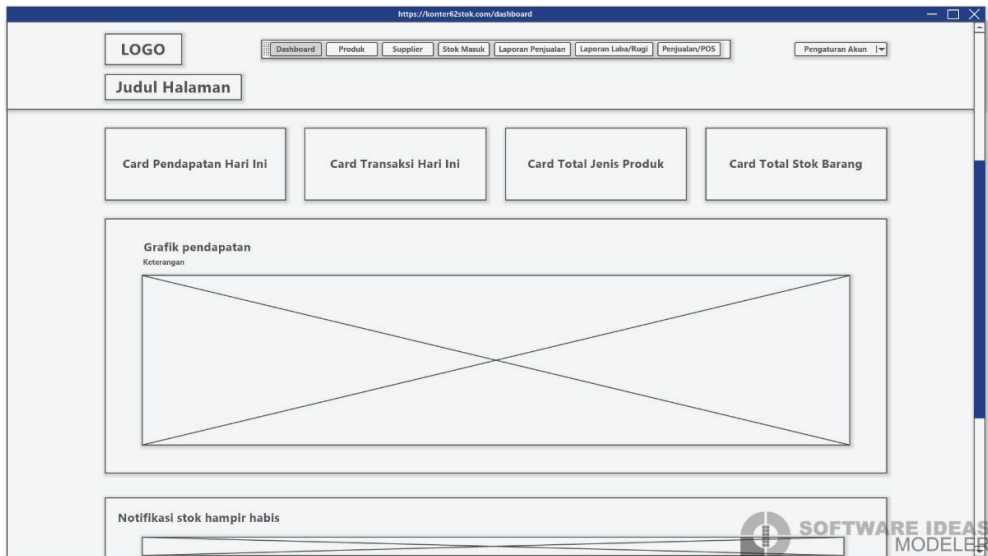 https://konter62stok.com/dashboard
LOGO
Dashboard Produk Supplier Stok Masuk Laporan Penjualan Laporan Laba/Rugi Penjualan/POS
Pengaturan Akun
Judul Halaman
Card Pendapatan Hari Ini
Card Transaksi Hari Ini
Card Total Jenis Produk
Card Total Stok Barang
Grafik pendapatan
Keterangan
Notifikasi stok hampir habis
SOFTWARE IDEAS
MODELER